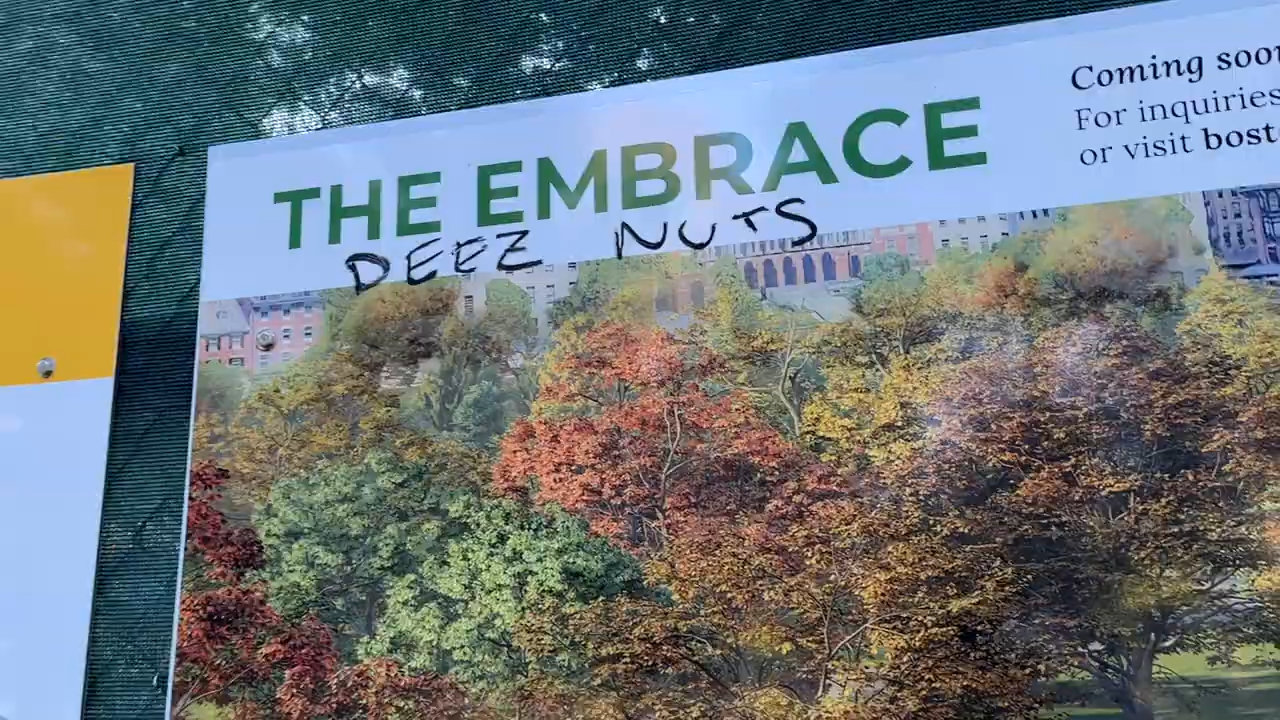 THE EMBRACE
DEEZ NUTS
Coming soon
For inquiries
or visit bost